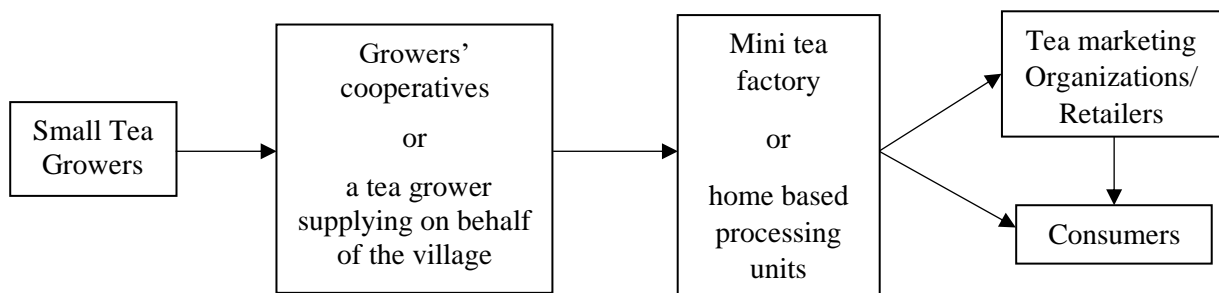 Small Tea
Growers
Growers’
cooperatives
or
a tea grower
supplying on behalf
of the village
Mini tea
factory
or
home based
processing
units
Tea marketing
Organizations/
Retailers
Consumers